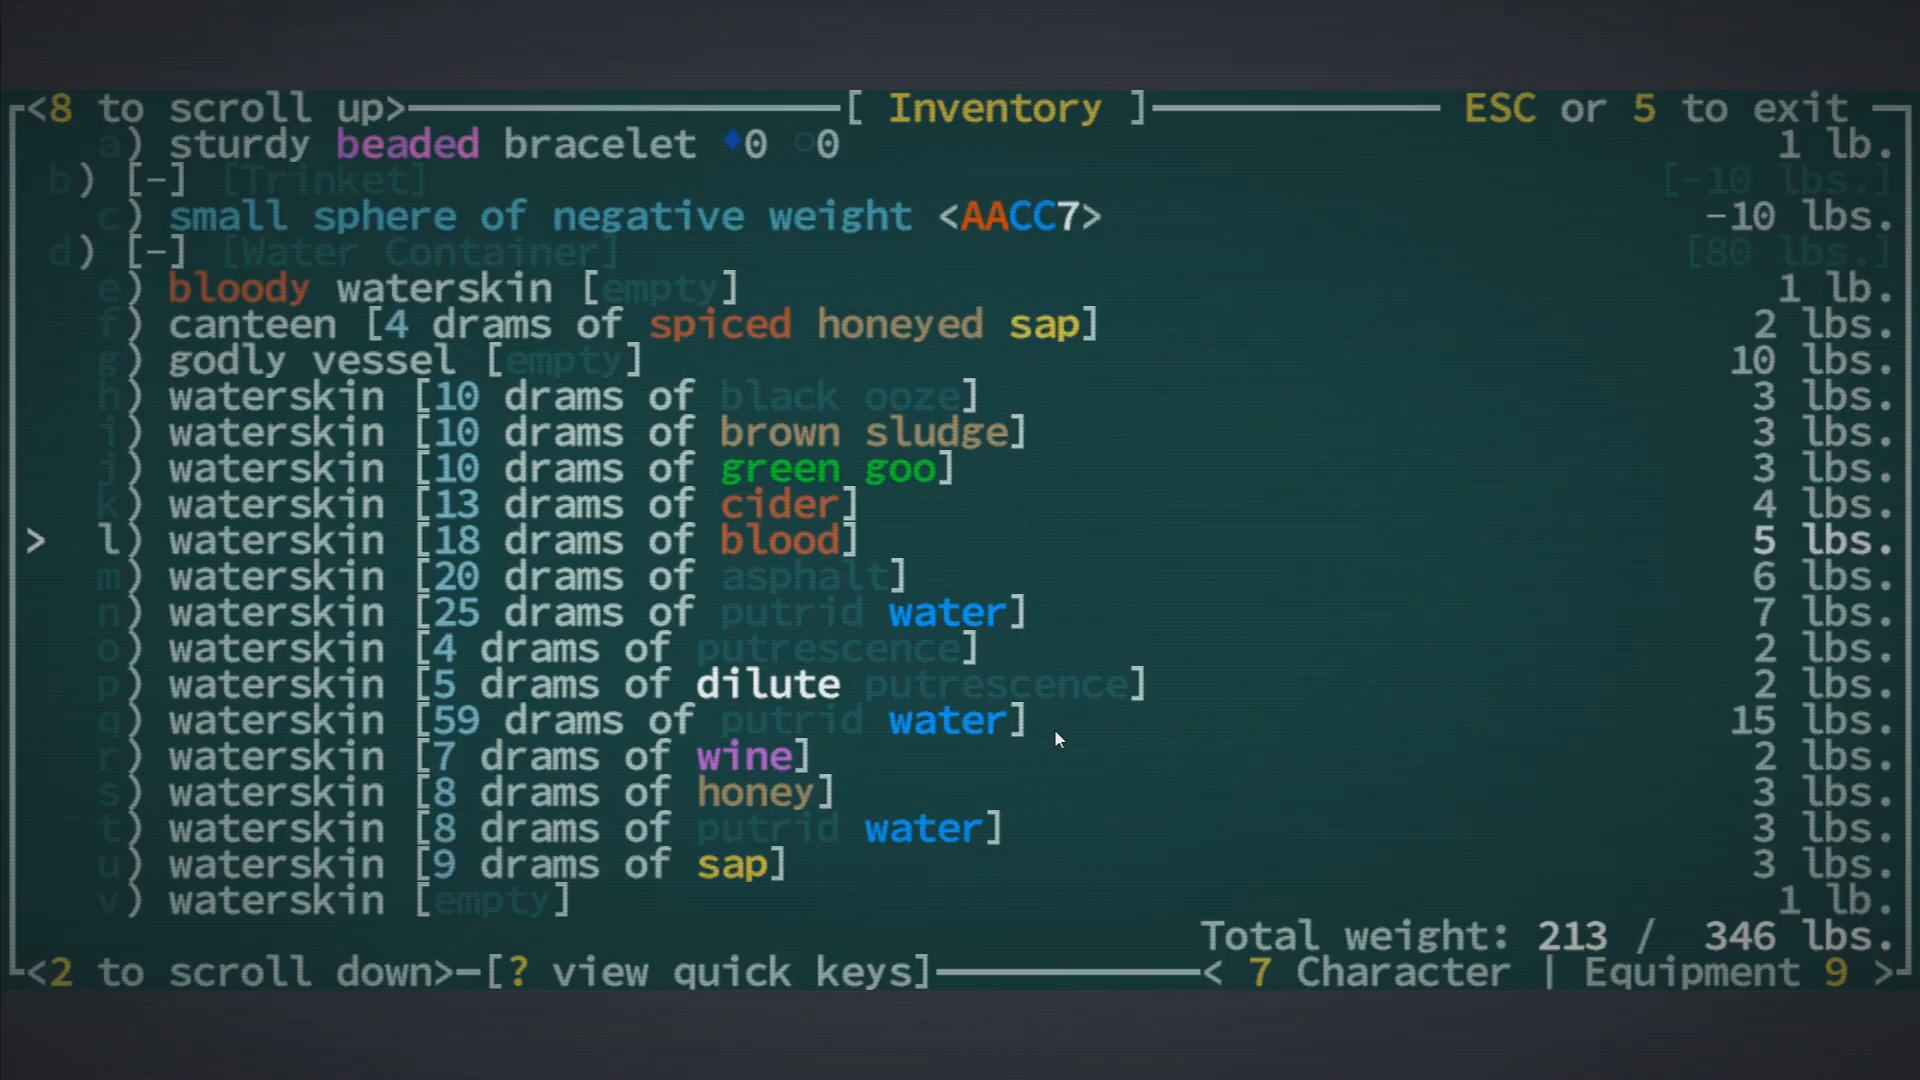 <8 to scroll up> [ Inventory ] ESC or 5 to exit
a) sturdy beaded bracelet ♦0 ○0 1 lb.
b) [-] [Trinket] [-10 lbs.]
c) small sphere of negative weight <AACC7> -10 lbs.
d) [-] [Water Container] [80 lbs.]
e) bloody waterskin [empty] 1 lb.
f) canteen [4 drams of spiced honeyed sap] 2 lbs.
g) godly vessel [empty] 10 lbs.
h) waterskin [10 drams of black ooze] 3 lbs.
i) waterskin [10 drams of brown sludge] 3 lbs.
j) waterskin [10 drams of green goo] 3 lbs.
k) waterskin [13 drams of cider] 4 lbs.
> l) waterskin [18 drams of blood] 5 lbs.
m) waterskin [20 drams of asphalt] 6 lbs.
n) waterskin [25 drams of putrid water] 7 lbs.
o) waterskin [4 drams of putrescence] 2 lbs.
p) waterskin [5 drams of dilute putrescence] 2 lbs.
q) waterskin [59 drams of putrid water] 15 lbs.
r) waterskin [7 drams of wine] 2 lbs.
s) waterskin [8 drams of honey] 3 lbs.
t) waterskin [8 drams of putrid water] 3 lbs.
u) waterskin [9 drams of sap] 3 lbs.
v) waterskin [empty] 1 lb.
Total weight: 213 / 346 lbs.
<2 to scroll down> [? view quick keys] < 7 Character | Equipment 9 >